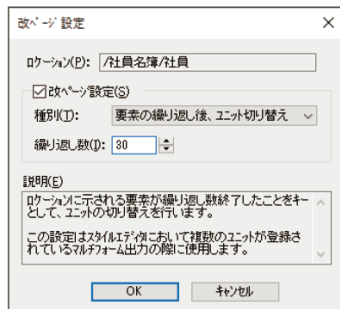 改ページ 設定
ロケーション(P): /社員名簿/社員
改ページ設定(S)
種別(T): 要素の繰り返し後、ユニット切り替え
繰り返し数(I): 30
説明(E)
ロケーションに示される要素が繰り返し数終了したことをキー
として、ユニットの切り替えを行います。
この設定はスタイルエディタにおいて複数のユニットが登録さ
れているマルチフォーム出力の際に使用します。
OK キャンセル